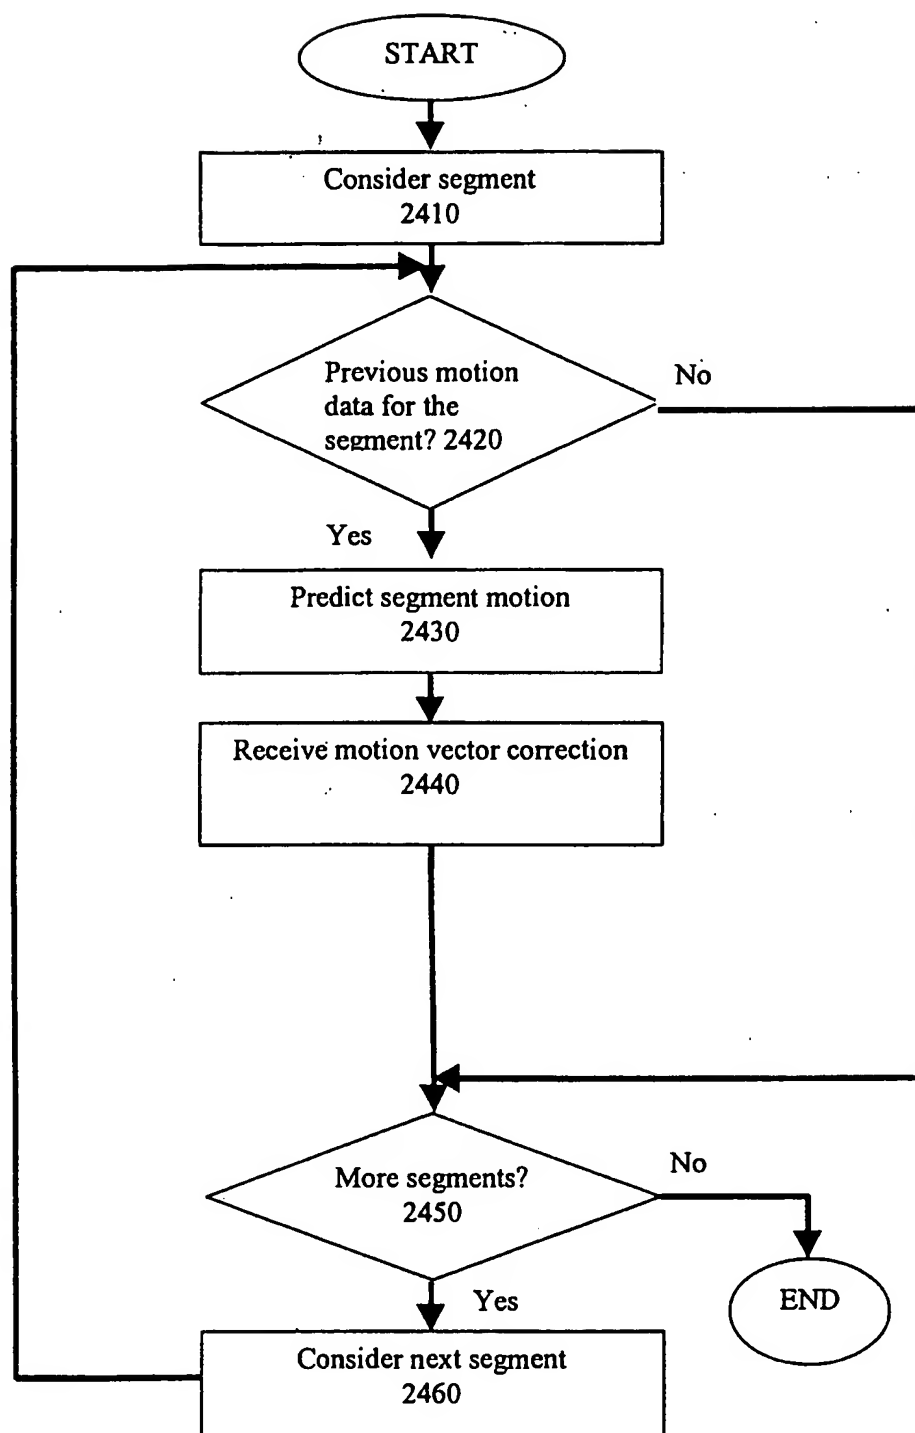 START
Consider segment
2410
Previous motion
data for the
segment? 2420
No
Yes
Predict segment motion
2430
Receive motion vector correction
2440
More segments?
2450
No
Yes
END
Consider next segment
2460